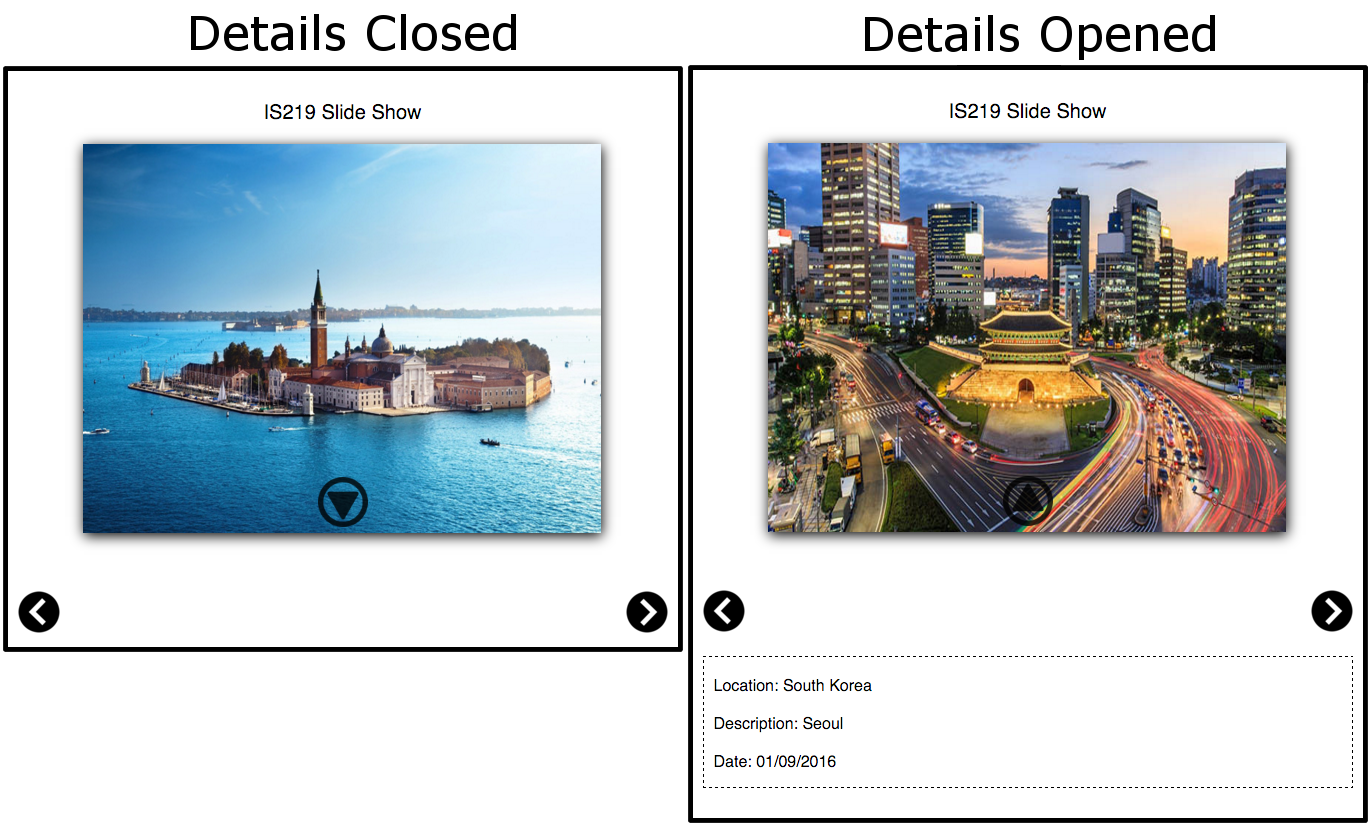 Details Closed
IS219 Slide Show
Details Opened
IS219 Slide Show
Location: South Korea
Description: Seoul
Date: 01/09/2016